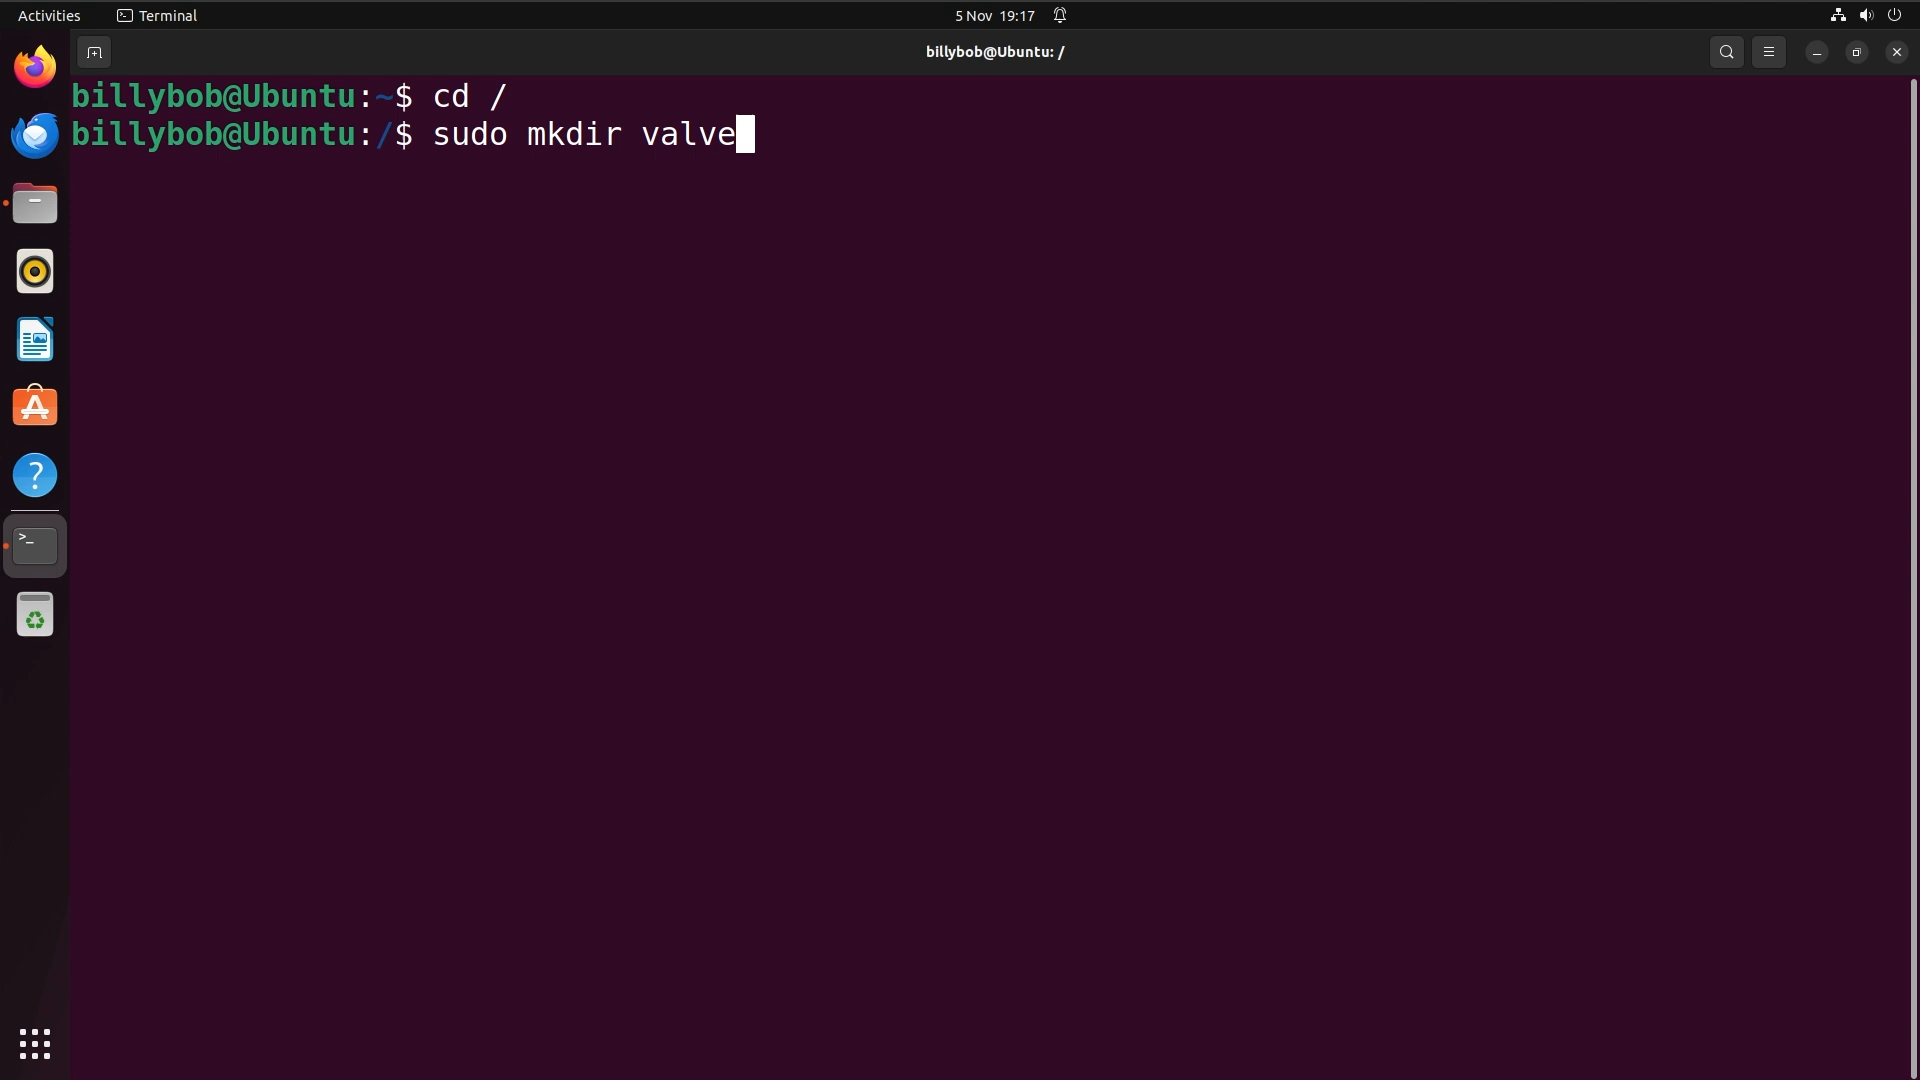 Activities
Terminal
5 Nov 19:17
billybob@Ubuntu: /
billybob@Ubuntu:~$ cd /
billybob@Ubuntu:/$ sudo mkdir valve
>_
?